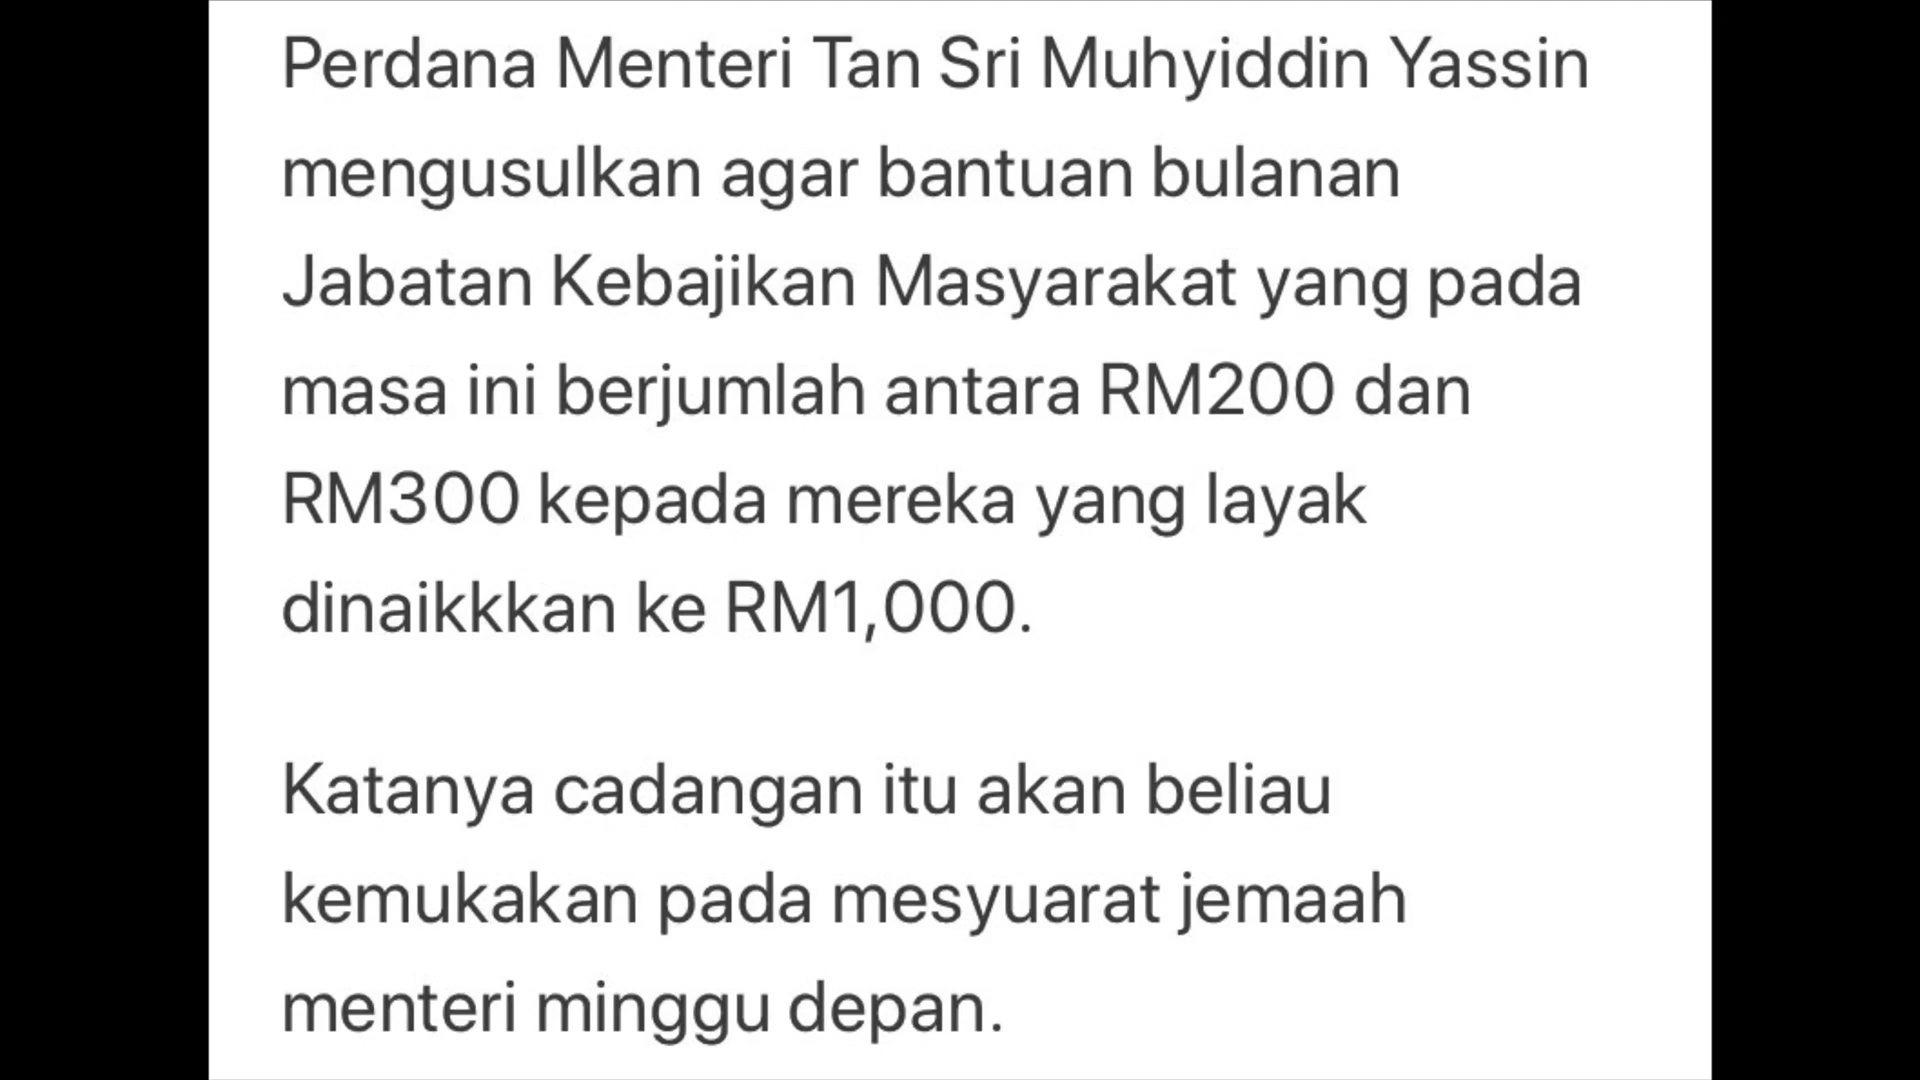 Perdana Menteri Tan Sri Muhyiddin Yassin
mengusulkan agar bantuan bulanan
Jabatan Kebajikan Masyarakat yang pada
masa ini berjumlah antara RM200 dan
RM300 kepada mereka yang layak
dinaikkkan ke RM1,000.
Katanya cadangan itu akan beliau
kemukakan pada mesyuarat jemaah
menteri minggu depan.